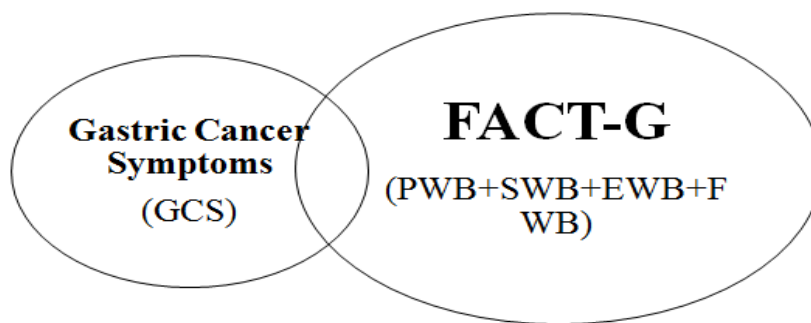 Gastric Cancer
Symptoms
(GCS)
FACT-G
(PWB+SWB+EWB+F
WB)